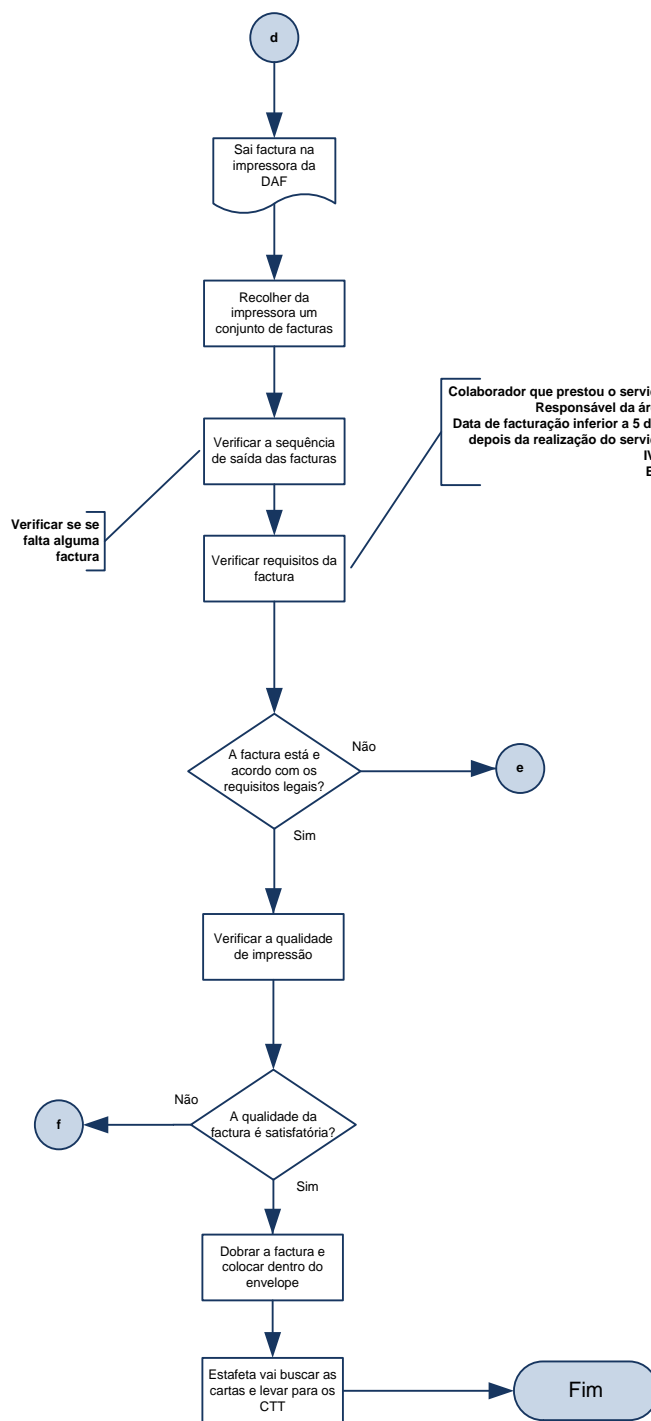 d
Sai factura na
impressora da
DAF
Recolher da
impressora um
conjunto de facturas
Colaborador que prestou o
Responsável da
Data de facturação inferior a 5
depois da realização do
Verificar a sequência
de saída das facturas
Verificar se se
falta alguma
factura
Verificar requisitos da
factura
A factura está e
acordo com os
requisitos legais?
Não
e
Sim
Verificar a qualidade
de impressão
Não
f
A qualidade da
factura é satisfatória?
Sim
Dobrar a factura e
colocar dentro do
envelope
Estafeta vai buscar as
cartas e levar para os
CTT
Fim